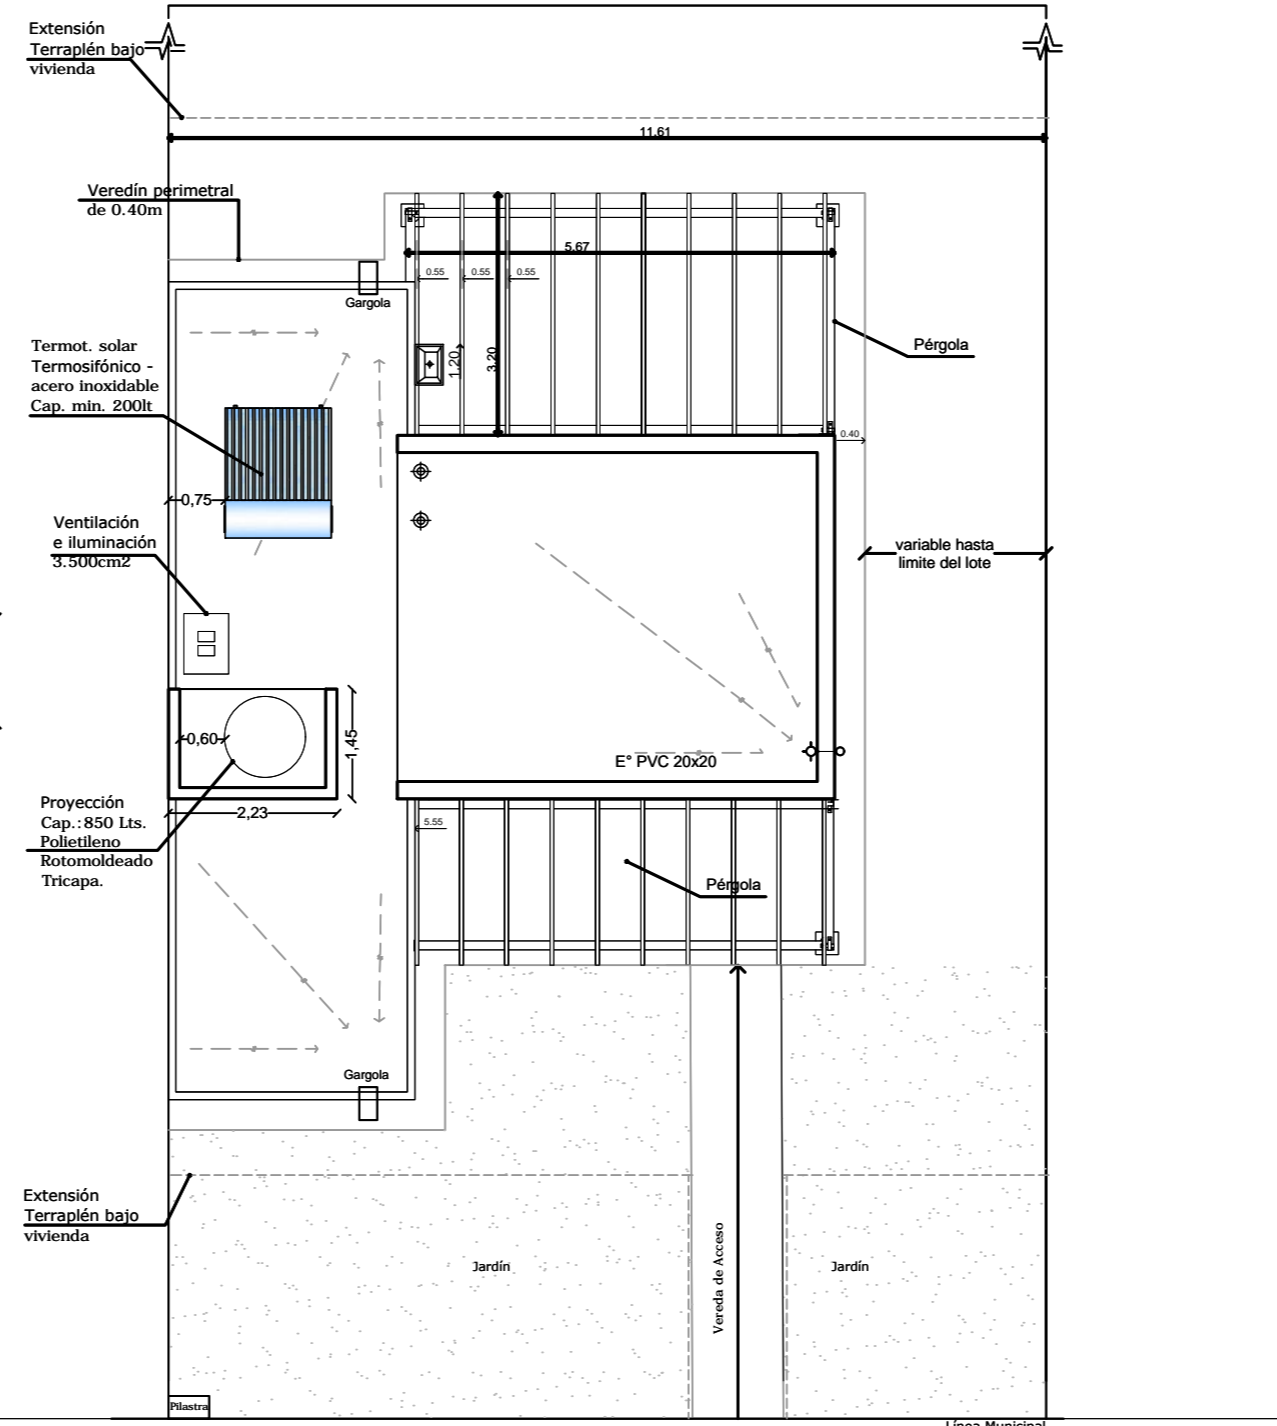 Extensión
Terraplén bajo
vivienda
11.61
Veredín perimetral
de 0.40m
5.67
0.55
0.55
0.55
Gargola
Termot. solar
Termosifónico -
acero inoxidable
Cap. min. 200lt
1.20
3.20
Pérgola
0.40
0,75
Ventilación
e iluminación
3.500cm2
variable hasta
limite del lote
0,60
1,45
E° PVC 20x20
2,23
Proyección
Cap.:850 Lts.
Polietileno
Rotomoldeado
Tricapa.
5.55
Pérgola
Gargola
Extensión
Terraplén bajo
vivienda
Vereda de Acceso
Jardín
Jardín
Pilastra
Línea Municipal